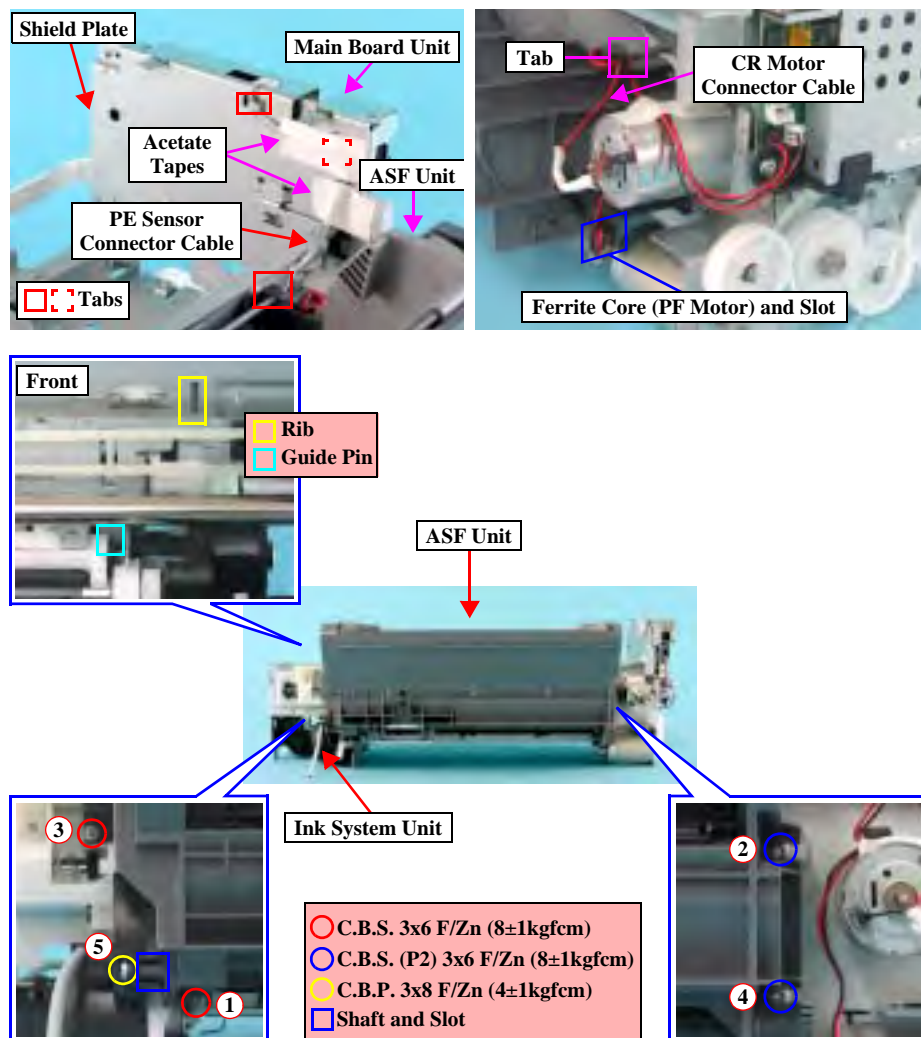 Shield Plate
Main Board Unit
Acetate
Tapes
ASF Unit
PE Sensor
Connector Cable
Tabs
Tab
CR Motor
Connector Cable
Ferrite Core (PF Motor) and Slot
Front
Rib
Guide Pin
ASF Unit
Ink System Unit
3
5
1
2
4
C.B.S. 3x6 F/Zn (8±1kgfcm)
C.B.S. (P2) 3x6 F/Zn (8±1kgfcm)
C.B.P. 3x8 F/Zn (4±1kgfcm)
Shaft and Slot